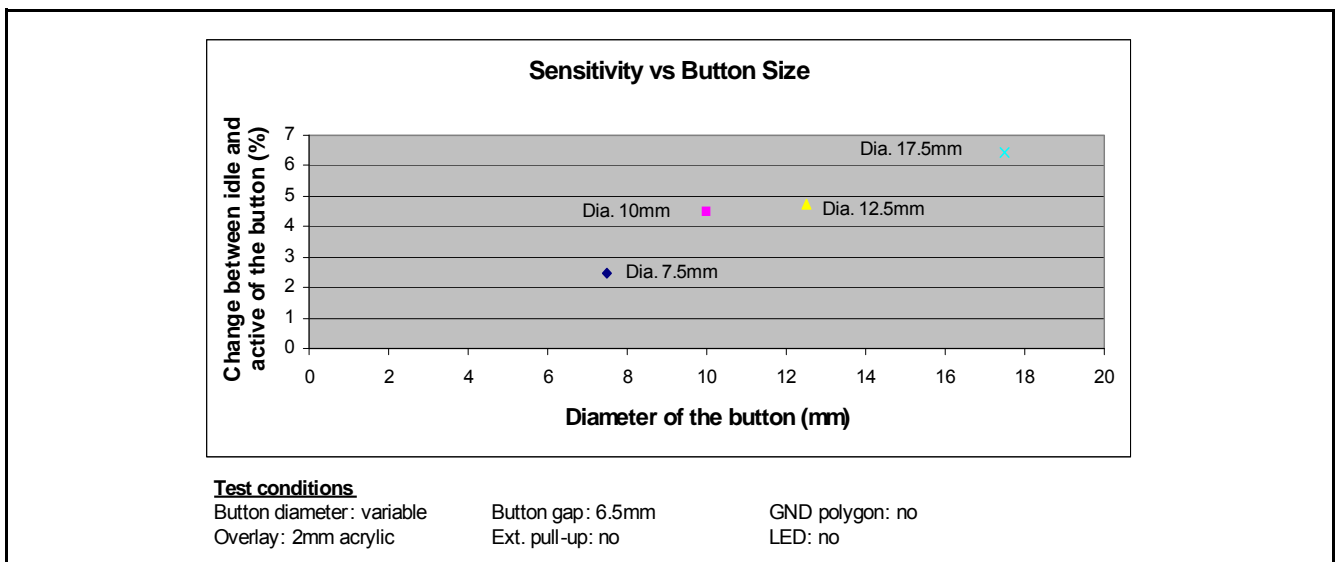 Sensitivity vs Button Size
Change between idle and
active of the button (%)
7
6
5
4
3
2
1
0
Dia. 17.5mm
Dia. 10mm
Dia. 12.5mm
Dia. 7.5mm
0 2 4 6 8 10 12 14 16 18 20
Diameter of the button (mm)
Test conditions
Button diameter: variable Button gap: 6.5mm GND polygon: no
Overlay: 2mm acrylic Ext. pull-up: no LED: no